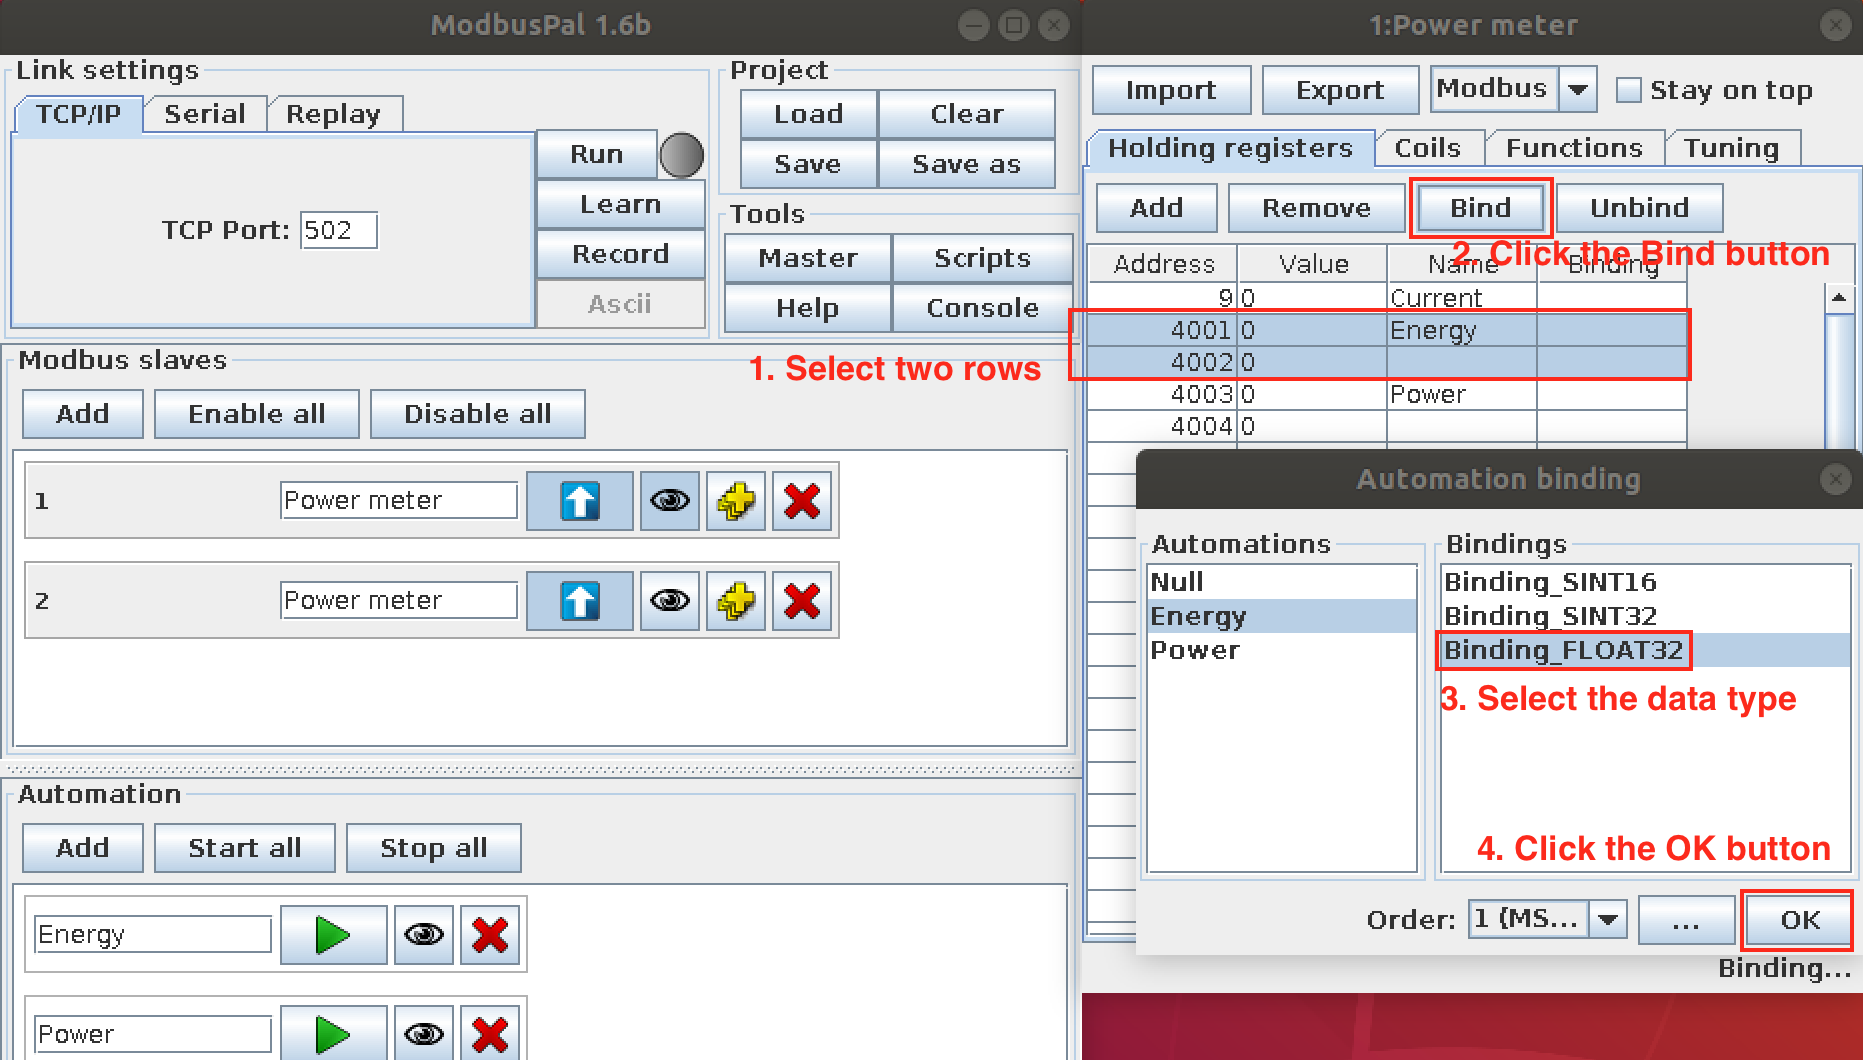 ModbusPal 1.6b
Link settings
TCP/IP Serial Replay
TCP Port: 502
Run
Learn
Record
Ascii
Project
Load Clear
Save Save as
Tools
Master Scripts
Help Console
Modbus slaves
Add Enable all Disable all
1 Power meter
2 Power meter
Automation
Add Start all Stop all
Energy
Power
1:Power meter
Import Export Modbus Stay on top
Holding registers Coils Functions Tuning
Add Remove Bind Unbind
2. Click the Bind button
Address Value Name Binding
9 0 Current
4001 0 Energy
4002 0
1. Select two rows
4003 0 Power
4004 0
Automation binding
Automations
Null
Energy
Power
Bindings
Binding_SINT16
Binding_SINT32
Binding_FLOAT32
3. Select the data type
4. Click the OK button
Order: 1 (MS... ... OK
Binding...